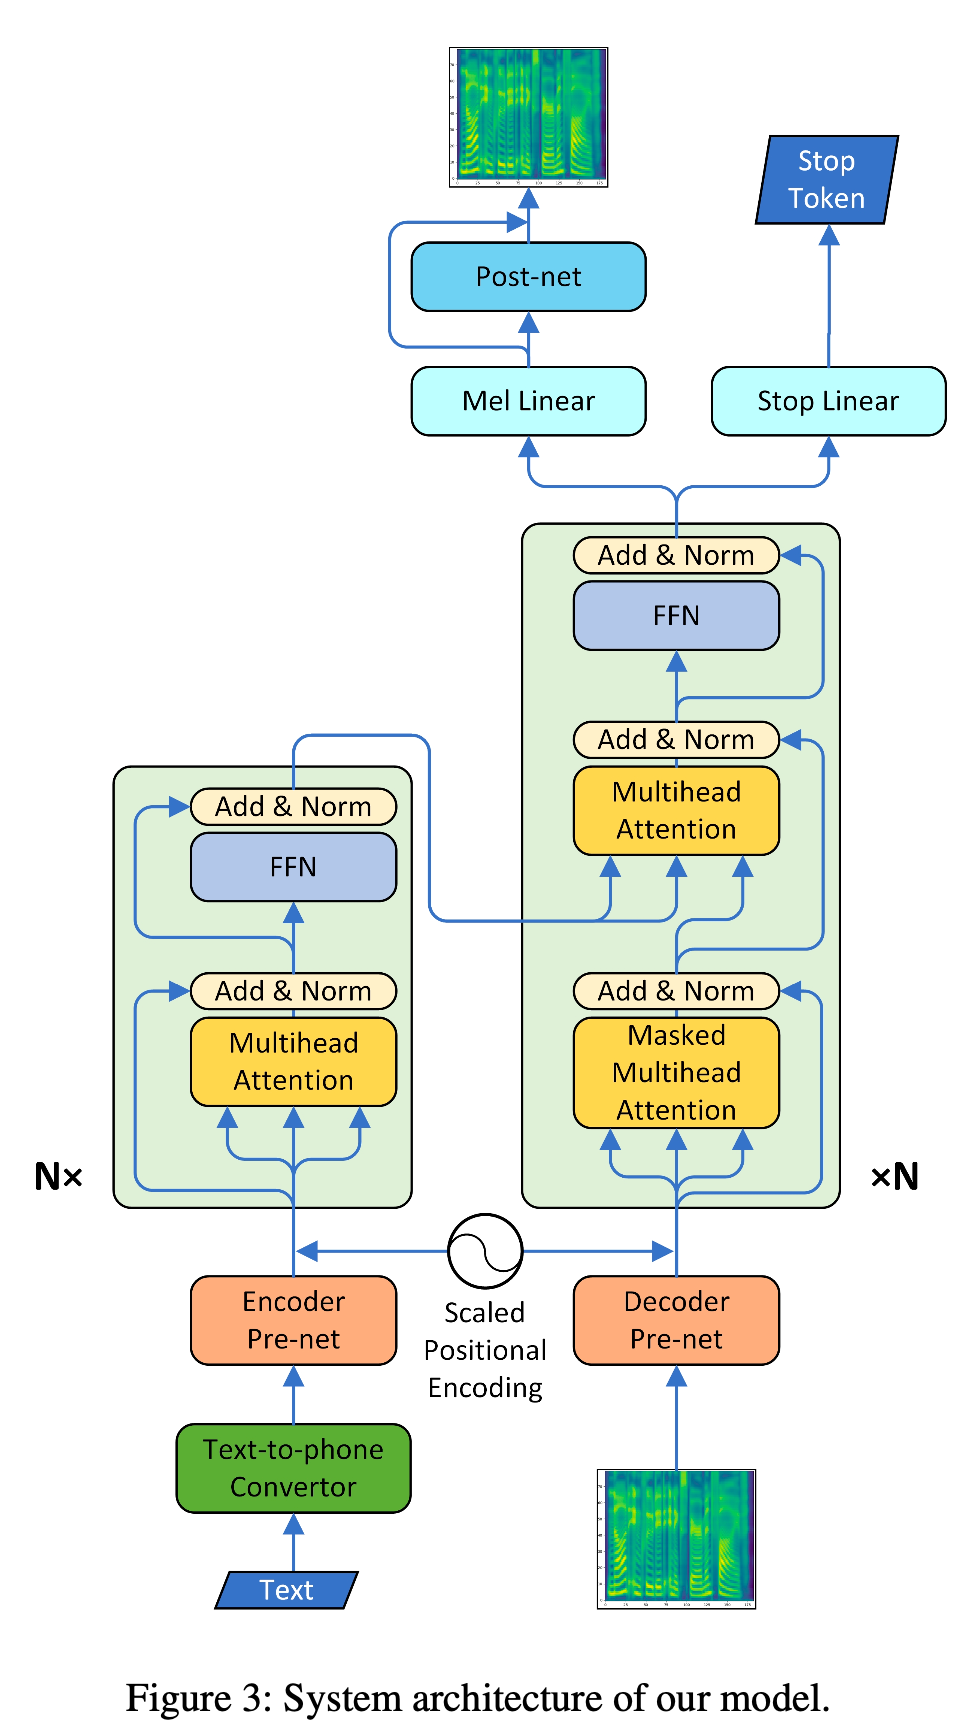 Stop
Token
Post-net
Mel Linear
Stop Linear
Add & Norm
FFN
Add & Norm
Multihead
Attention
Add & Norm
FFN
Add & Norm
Multihead
Attention
Add & Norm
Masked
Multihead
Attention
N×
×N
Encoder
Pre-net
Scaled
Positional
Encoding
Decoder
Pre-net
Text-to-phone
Convertor
Text
Figure 3: System architecture of our model.